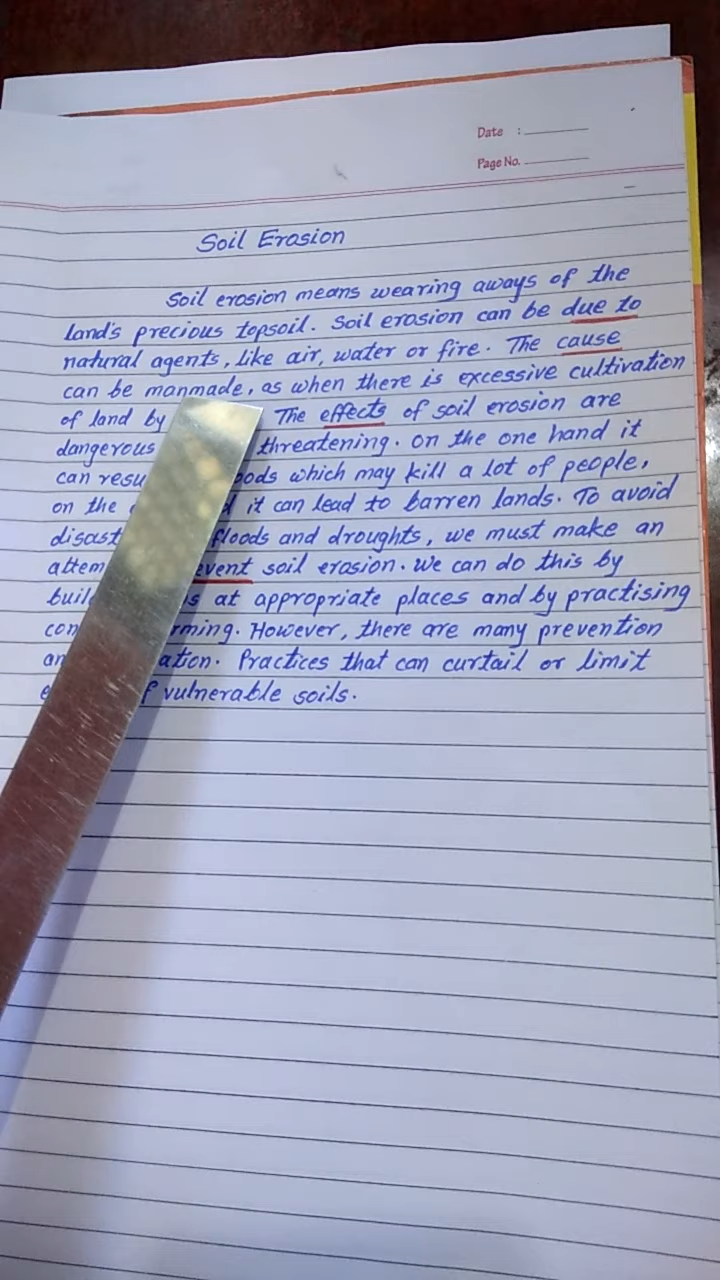 Date :
Page No.
Soil Erosion
Soil erosion means wearing aways of the
land's precious topsoil. Soil erosion can be due to
natural agents, like air, water or fire. The cause
can be manmade, as when there is excessive cultivation
of land by The effects of soil erosion are
dangerous threatening. On the one hand it
can which may kill a lot of people,
on the it can lead to barren lands. To avoid
floods and droughts, we must make an
soil erosion. We can do this by
at appropriate places and by practising
However, there are many prevention
Practices that can curtail or limit
vulnerable soils.